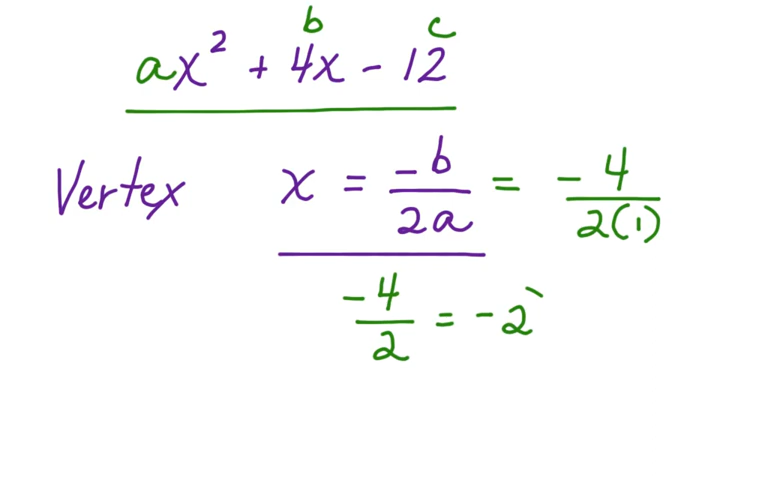 b c
ax² + 4x - 12
Vertex x = -b/2a = -4/2(1)
-4/2 = -2